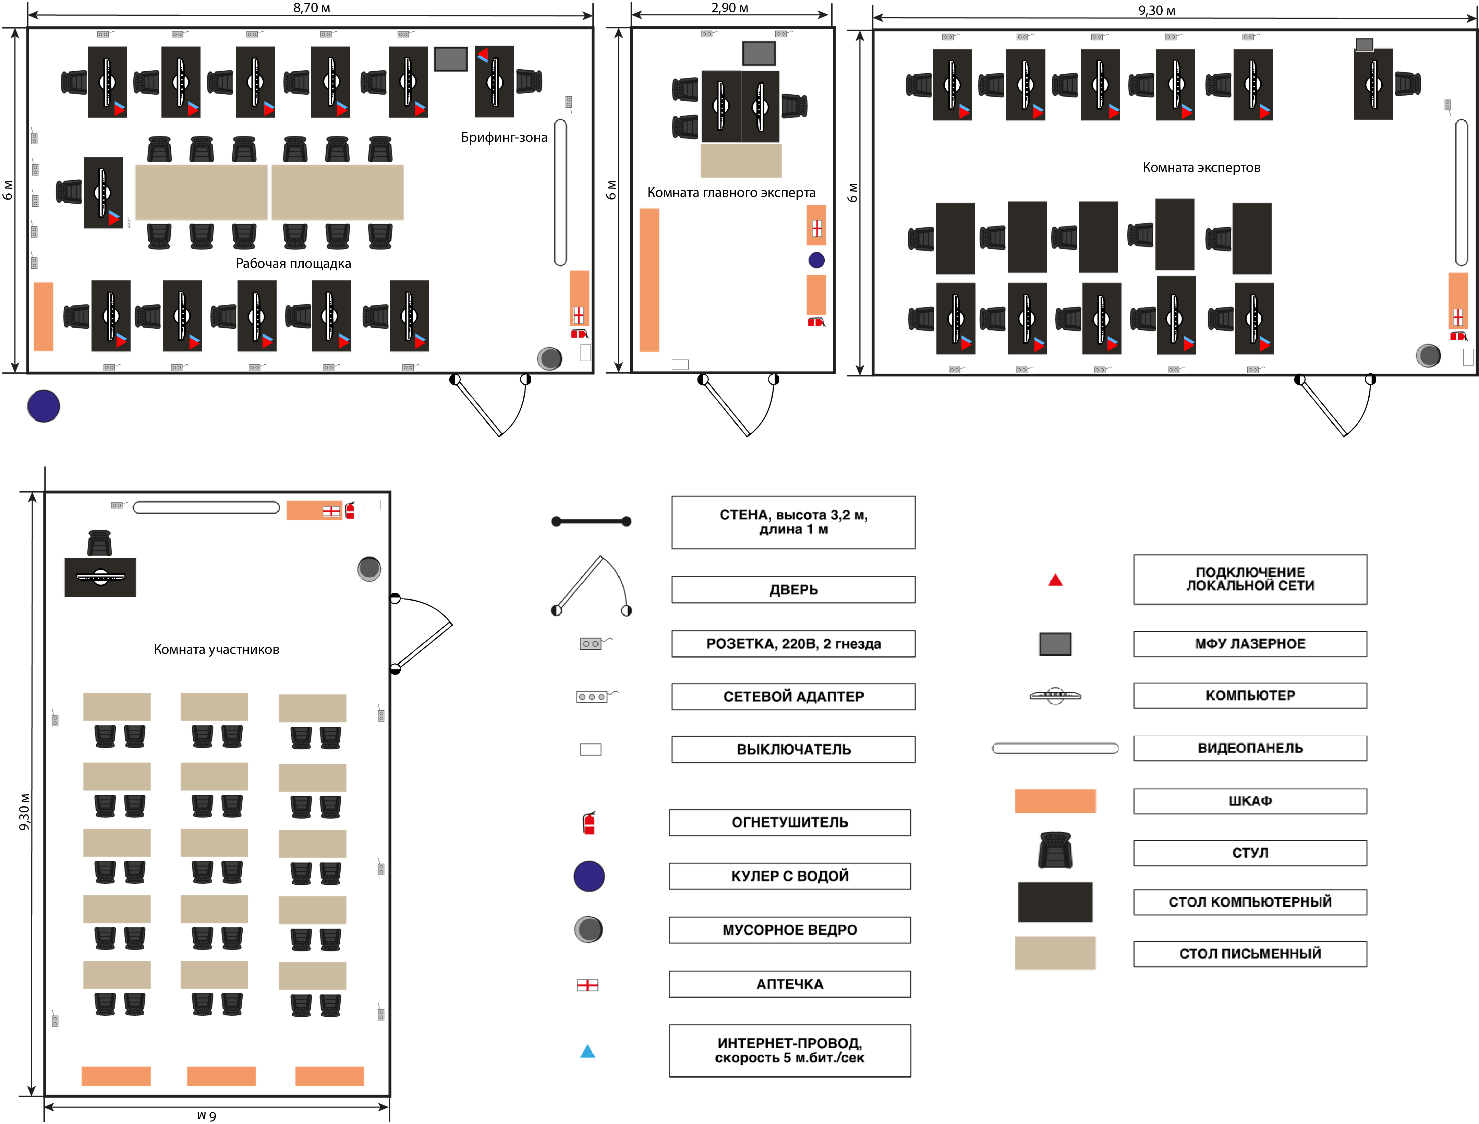 8,70 м
2,90 м
9,30 м
6 м
6 м
6 м
Брифинг-зона
Рабочая площадка
Комната главного эксперта
Комната экспертов
9,30 м
6 м
Комната участников
СТЕНА, высота 3,2 м,
длина 1 м
ДВЕРЬ
РОЗЕТКА, 220В, 2 гнезда
СЕТЕВОЙ АДАПТЕР
ВЫКЛЮЧАТЕЛЬ
ОГНЕТУШИТЕЛЬ
КУЛЕР С ВОДОЙ
МУСОРНОЕ ВЕДРО
АПТЕЧКА
ИНТЕРНЕТ-ПРОВОД,
скорость 5 м.бит./сек
ПОДКЛЮЧЕНИЕ
ЛОКАЛЬНОЙ СЕТИ
МФУ ЛАЗЕРНОЕ
КОМПЬЮТЕР
ВИДЕОПАНЕЛЬ
ШКАФ
СТУЛ
СТОЛ КОМПЬЮТЕРНЫЙ
СТОЛ ПИСЬМЕННЫЙ